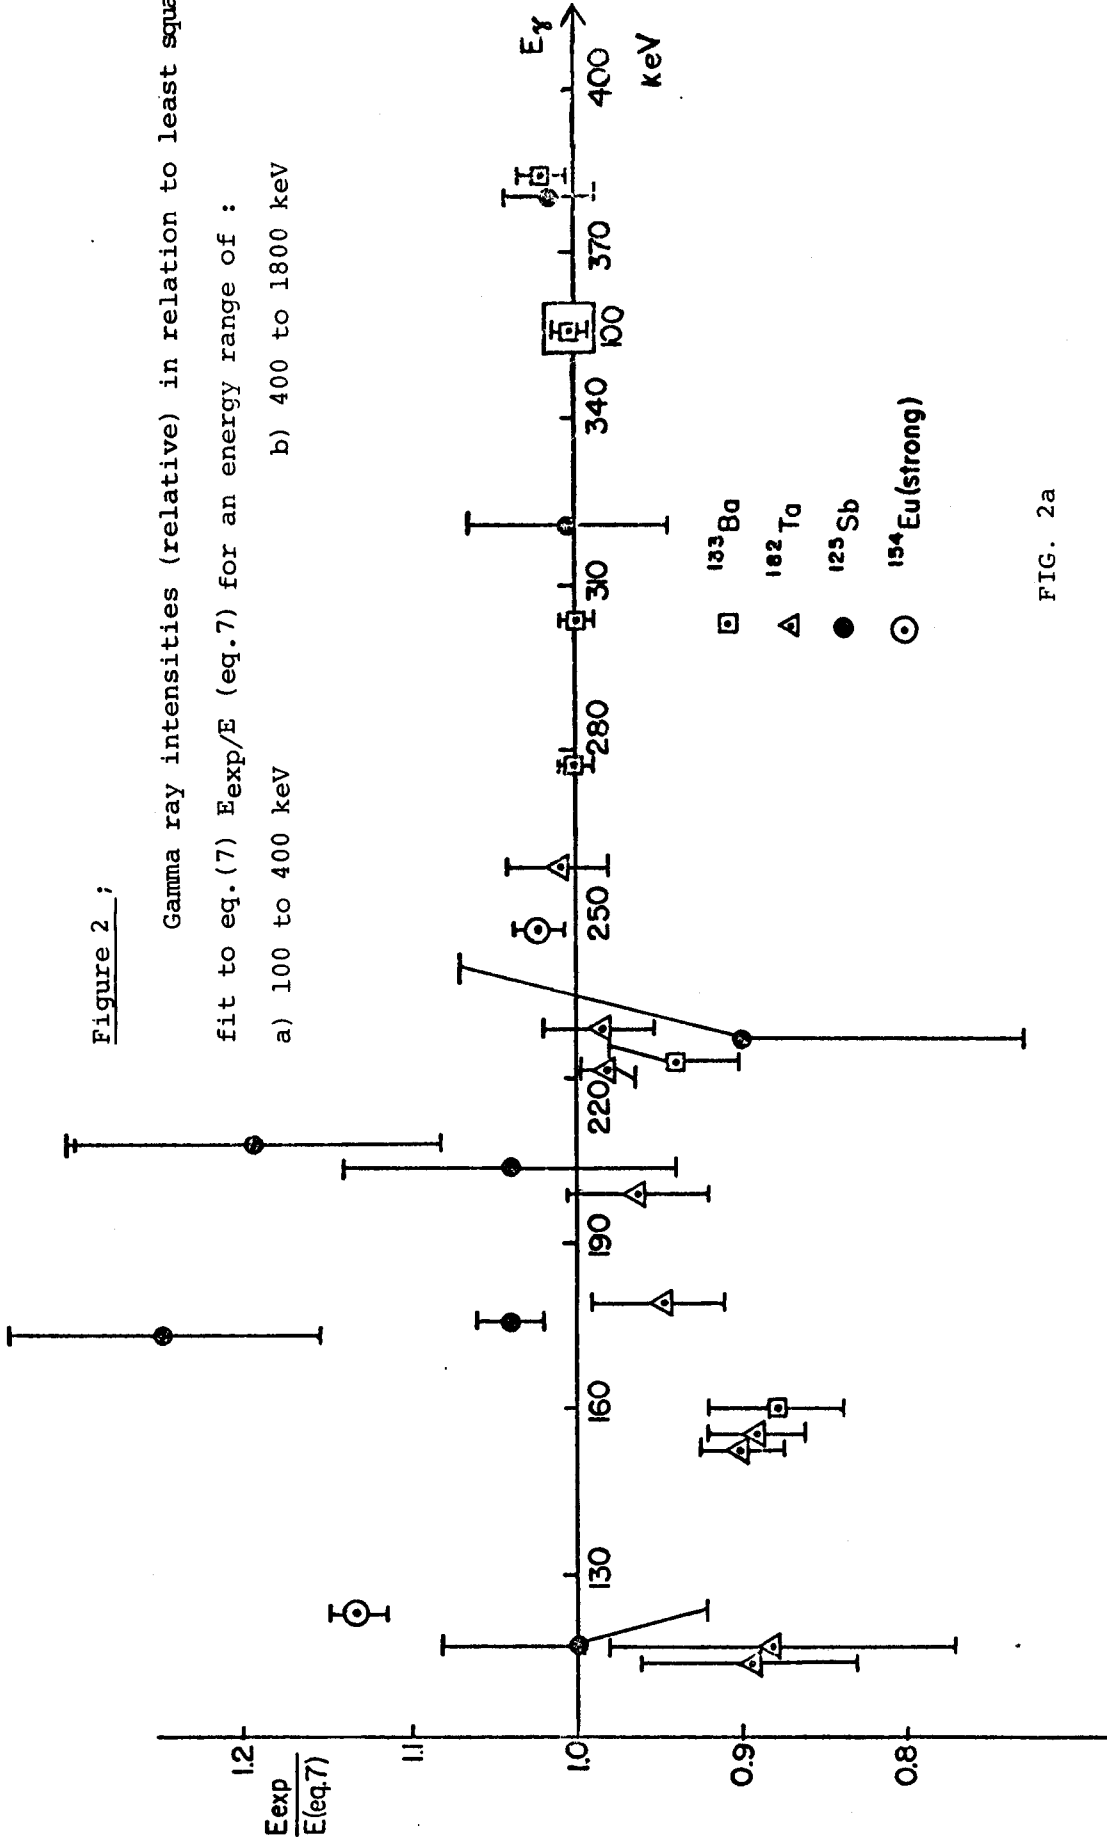 Figure 2 ;
Gamma ray intensities (relative) in relation to least squa
fit to eq.(7) Eexp/E (eq.7) for an energy range of :
a) 100 to 400 keV b) 400 to 1800 keV
Eexp
E(eq.7)
1.2
1.1
1.0
0.9
0.8
130
160
190
220
250
280
310
340
100
370
400
Eγ
keV
133Ba
182Ta
125Sb
154Eu(strong)
FIG. 2a